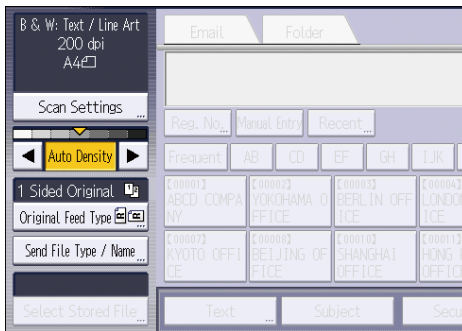 B & W: Text / Line Art
200 dpi
A4
Scan Settings
Auto Density
1 Sided Original
Original Feed Type
Send File Type / Name
Select Stored File
Email Folder
Reg. No. Manual Entry Recent
Frequent AB CD EF GH IJK
[00001] [00002] [00003] [00004]
ABCD COMPA YOKOHAMA O BERLIN OFF LONDO
NY FFICE ICE ICE
[00007] [00008] [00010] [00011]
KYOTO OFFI BEIJING OF SHANGHAI HONG
CE FICE OFFICE OFFIC
Text Subject Secu